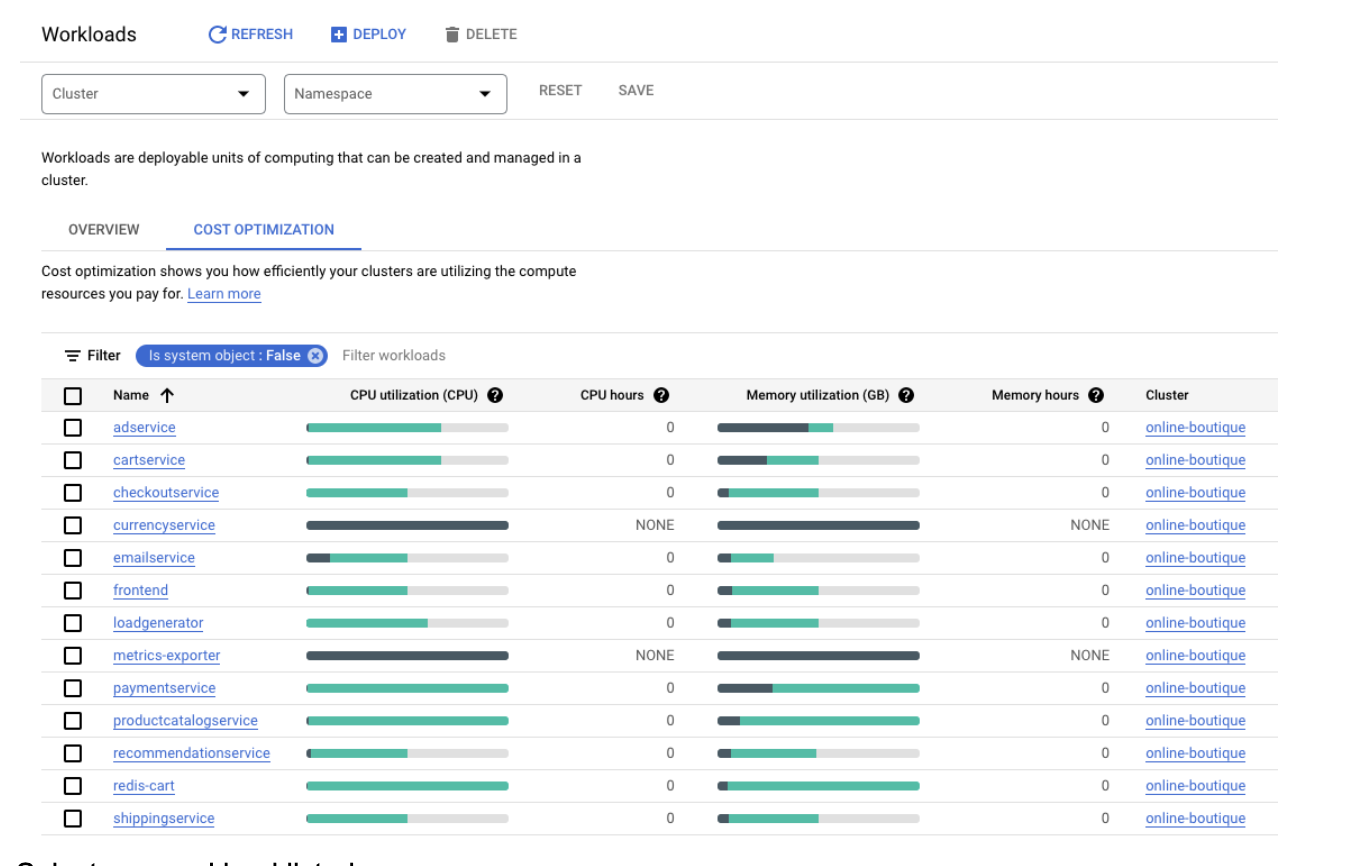 Workloads REFRESH DEPLOY DELETE
Cluster Namespace RESET SAVE
Workloads are deployable units of computing that can be created and managed in a
cluster.
OVERVIEW COST OPTIMIZATION
Cost optimization shows you how efficiently your clusters are utilizing the compute
resources you pay for. Learn more
Filter Is system object : False Filter workloads
Name CPU utilization (CPU) CPU hours Memory utilization (GB) Memory hours Cluster
adservice 0 0 online-boutique
cartservice 0 0 online-boutique
checkoutservice 0 0 online-boutique
currencyservice NONE NONE online-boutique
emailservice 0 0 online-boutique
frontend 0 0 online-boutique
loadgenerator 0 0 online-boutique
metrics-exporter NONE NONE online-boutique
paymentservice 0 0 online-boutique
productcatalogservice 0 0 online-boutique
recommendationservice 0 0 online-boutique
redis-cart 0 0 online-boutique
shippingservice 0 0 online-boutique